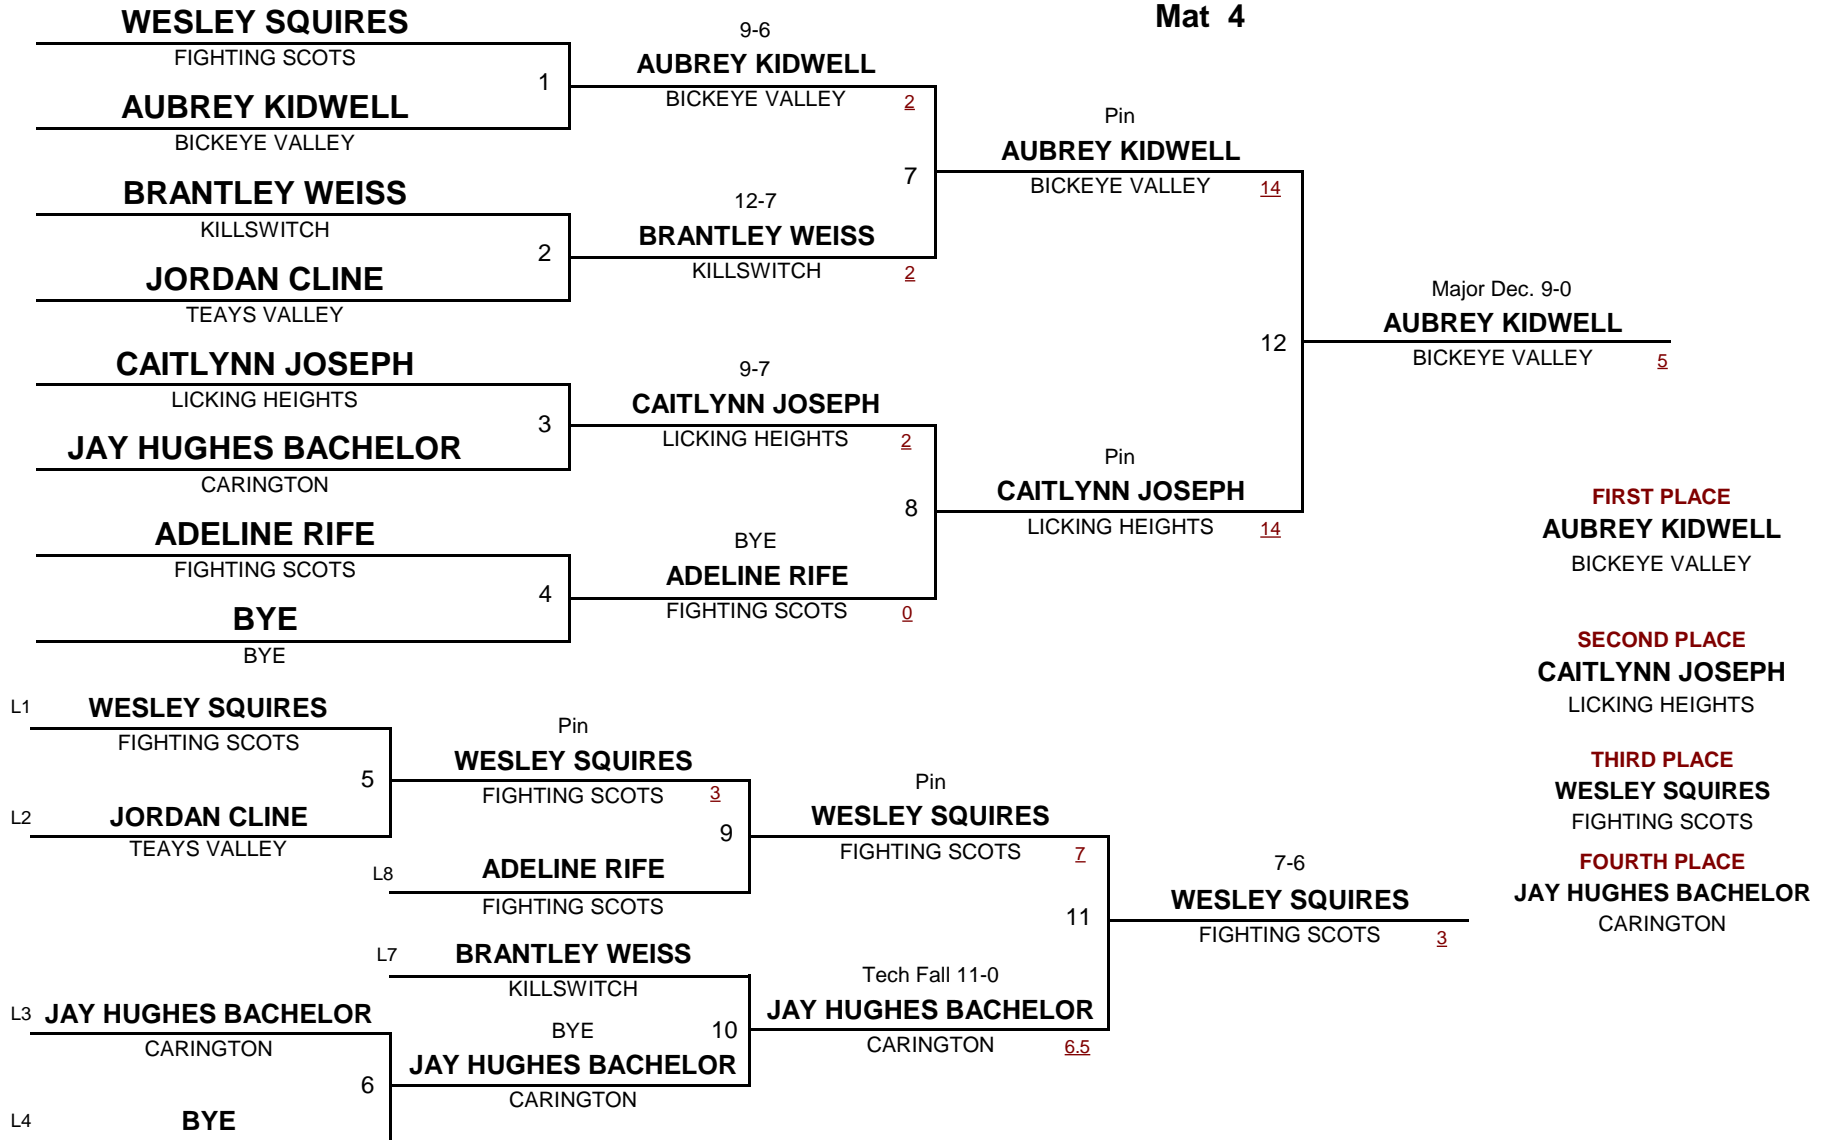 Mat 4
WESLEY SQUIRES
FIGHTING SCOTS
1
AUBREY KIDWELL
BICKEYE VALLEY
BRANTLEY WEISS
KILLSWITCH
2
JORDAN CLINE
TEAYS VALLEY
CAITLYNN JOSEPH
LICKING HEIGHTS
3
JAY HUGHES BACHELOR
CARINGTON
ADELINE RIFE
FIGHTING SCOTS
4
BYE
BYE
9-6
AUBREY KIDWELL
BICKEYE VALLEY 2
7
12-7
BRANTLEY WEISS
KILLSWITCH 2
9-7
CAITLYNN JOSEPH
LICKING HEIGHTS 2
8
BYE
ADELINE RIFE
FIGHTING SCOTS 0
Pin
AUBREY KIDWELL
BICKEYE VALLEY 14
12
Pin
CAITLYNN JOSEPH
LICKING HEIGHTS 14
Major Dec. 9-0
AUBREY KIDWELL
BICKEYE VALLEY 5
FIRST PLACE
AUBREY KIDWELL
BICKEYE VALLEY
SECOND PLACE
CAITLYNN JOSEPH
LICKING HEIGHTS
THIRD PLACE
WESLEY SQUIRES
FIGHTING SCOTS
FOURTH PLACE
JAY HUGHES BACHELOR
CARINGTON
L1 WESLEY SQUIRES
FIGHTING SCOTS
5
L2 JORDAN CLINE
TEAYS VALLEY
Pin
WESLEY SQUIRES
FIGHTING SCOTS 3
9
L8 ADELINE RIFE
FIGHTING SCOTS
L7 BRANTLEY WEISS
KILLSWITCH
L3 JAY HUGHES BACHELOR
CARINGTON
6
L4 BYE
BYE
10
JAY HUGHES BACHELOR
CARINGTON
Pin
WESLEY SQUIRES
FIGHTING SCOTS 7
11
Tech Fall 11-0
JAY HUGHES BACHELOR
CARINGTON 6.5
7-6
WESLEY SQUIRES
FIGHTING SCOTS 3